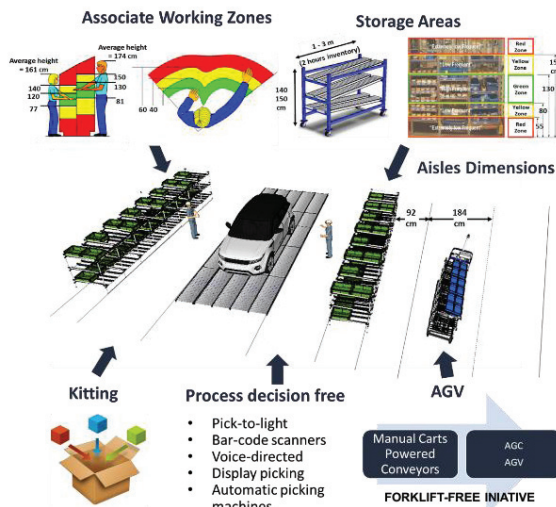 Associate Working Zones
Storage Areas
Average height
= 161 cm
Average height
= 174 cm
140
120
77
150
130
81
60 40
1 - 3 m
(2 hours inventory)
140
150
cm
Red
Zone
Yellow
Zone
Green
Zone
Yellow
Zone
Red
Zone
130
80
55
Aisles Dimensions
92
cm
184
cm
Kitting
Process decision free
• Pick-to-light
• Bar-code scanners
• Voice-directed
• Display picking
• Automatic picking
machines
AGV
Manual Carts
Powered
Conveyors
AGC
AGV
FORKLIFT-FREE INIATIVE